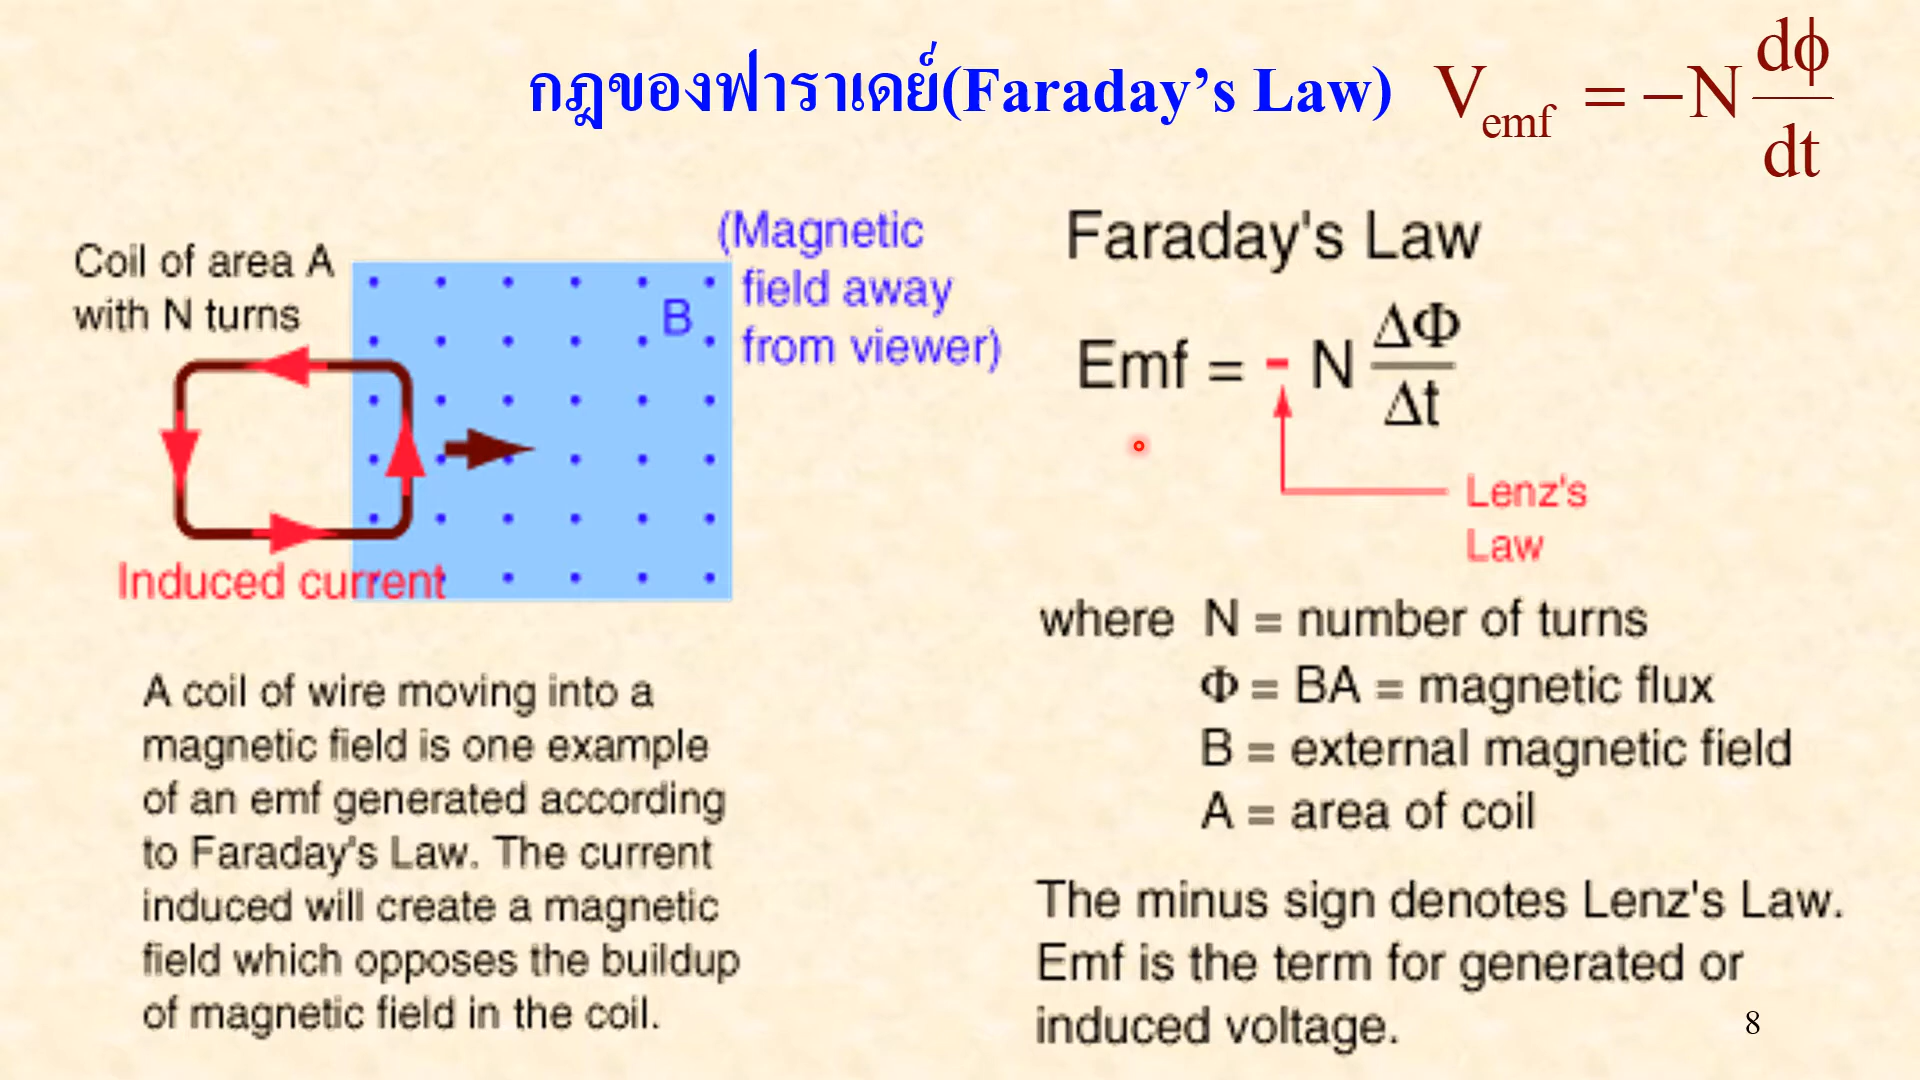 กฎของฟาราเดย์(Faraday's Law) V_emf = −N dϕ/dt
Coil of area A
with N turns
B
(Magnetic
field away
from viewer)
Induced current
A coil of wire moving into a
magnetic field is one example
of an emf generated according
to Faraday's Law. The current
induced will create a magnetic
field which opposes the buildup
of magnetic field in the coil.
Faraday's Law
Emf = - N ΔΦ/Δt
Lenz's
Law
where N = number of turns
Φ = BA = magnetic flux
B = external magnetic field
A = area of coil
The minus sign denotes Lenz's Law.
Emf is the term for generated or
induced voltage.
8